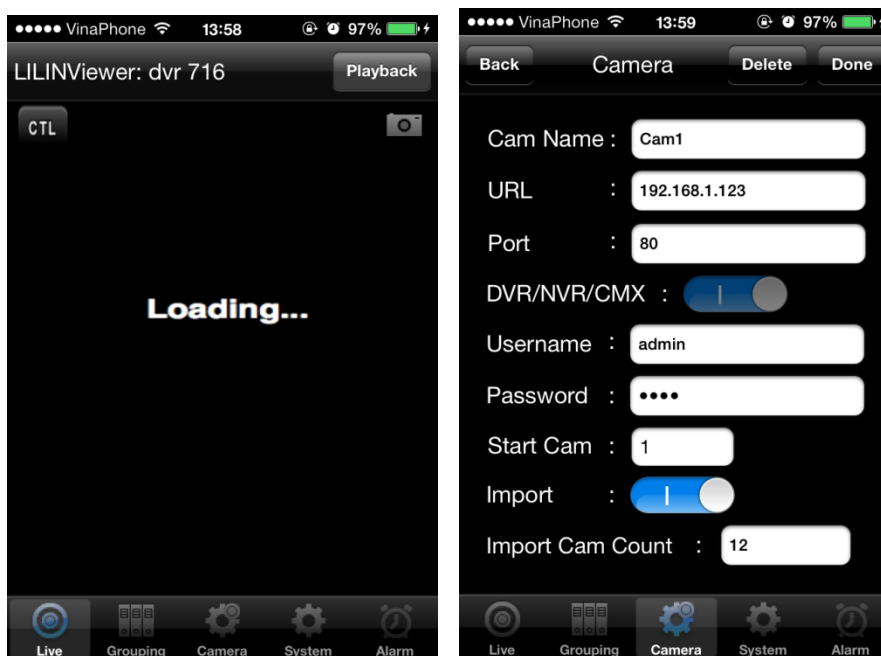 VinaPhone 13:58 97%
LILINViewer: dvr 716 Playback
CTL
Loading...
Live Grouping Camera System Alarm
VinaPhone 13:59 97%
Back Camera Delete Done
Cam Name : Cam1
URL : 192.168.1.123
Port : 80
DVR/NVR/CMX :
Username : admin
Password : ••••
Start Cam : 1
Import :
Import Cam Count : 12
Live Grouping Camera System Alarm